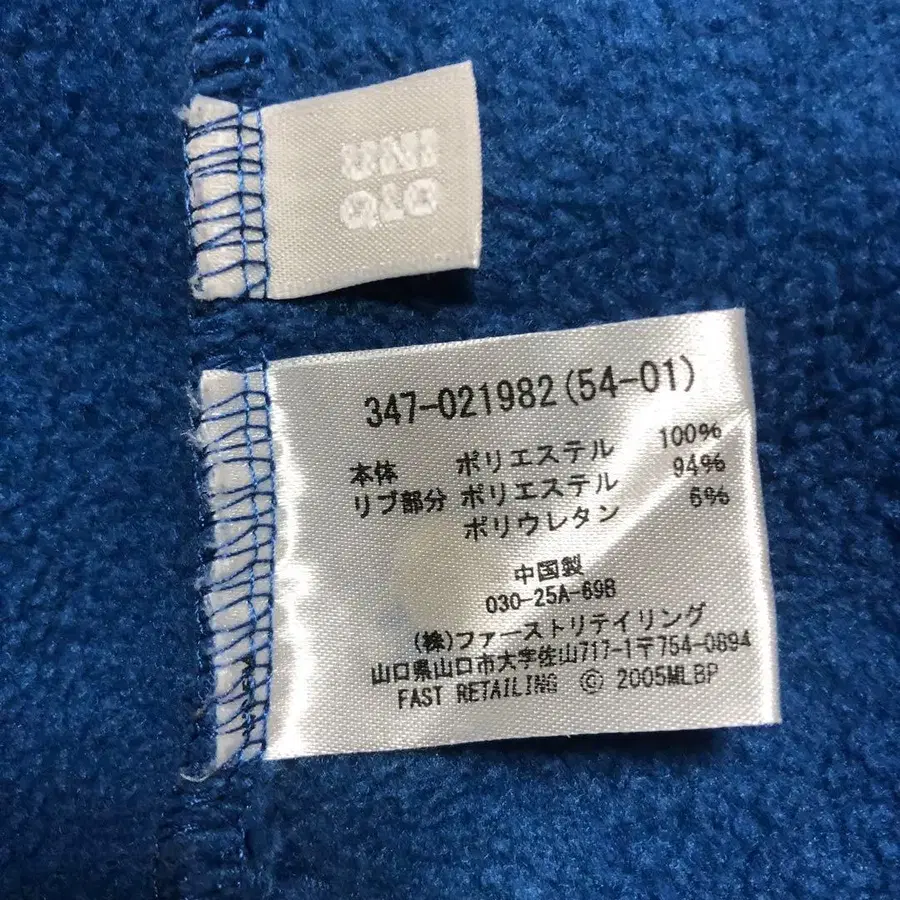 UNI
QLO
347-021982(54-01)
本体 ポリエステル 100%
リブ部分 ポリエステル 94%
ポリウレタン 6%
中国製
030-25A-69B
(株)ファーストリテイリング
山口県山口市大字佐山717-1〒754-0894
FAST RETAILING © 2005MLBP